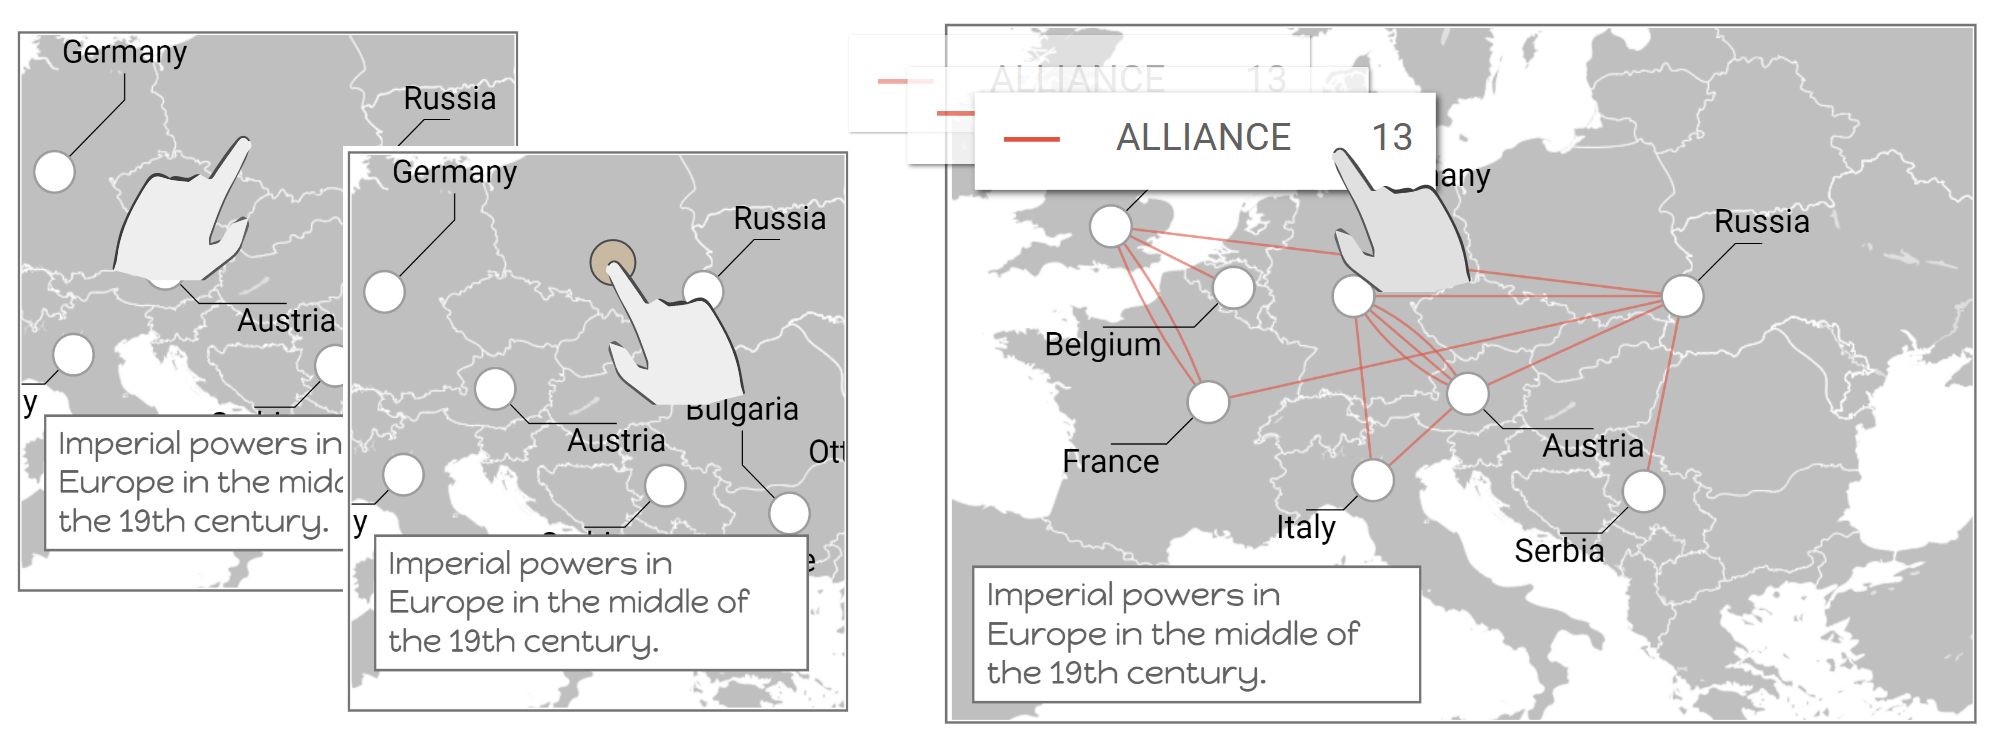 Germany
Russia
Austria
y
Imperial powers in
Europe in the midd
the 19th century.
Germany
Russia
Bulgaria
Austria
Ott
y
e
Imperial powers in
Europe in the middle of
the 19th century.
ALLIANCE 13
ALLIANCE 13
many
Russia
Belgium
Austria
France
Italy
Serbia
Imperial powers in
Europe in the middle of
the 19th century.